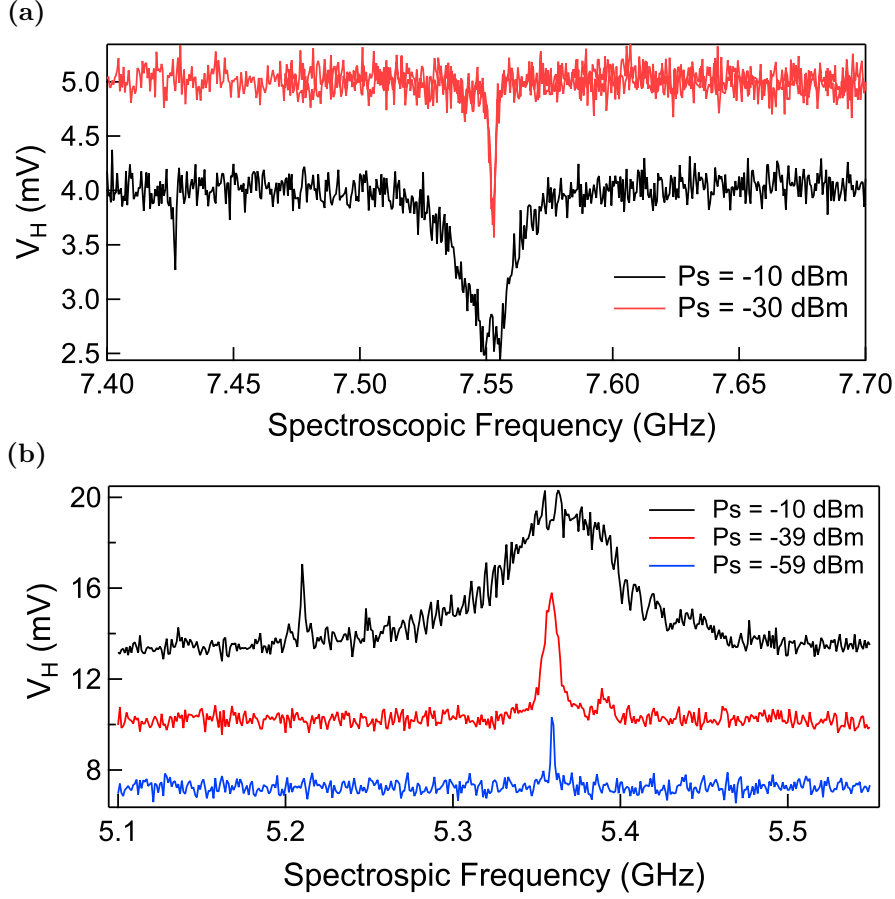 (a)
5.0
4.5
4.0
3.5
3.0
2.5
V_H (mV)
Ps = -10 dBm
Ps = -30 dBm
7.40 7.45 7.50 7.55 7.60 7.65 7.70
Spectroscopic Frequency (GHz)
(b)
20
16
12
8
V_H (mV)
Ps = -10 dBm
Ps = -39 dBm
Ps = -59 dBm
5.1 5.2 5.3 5.4 5.5
Spectrospic Frequency (GHz)